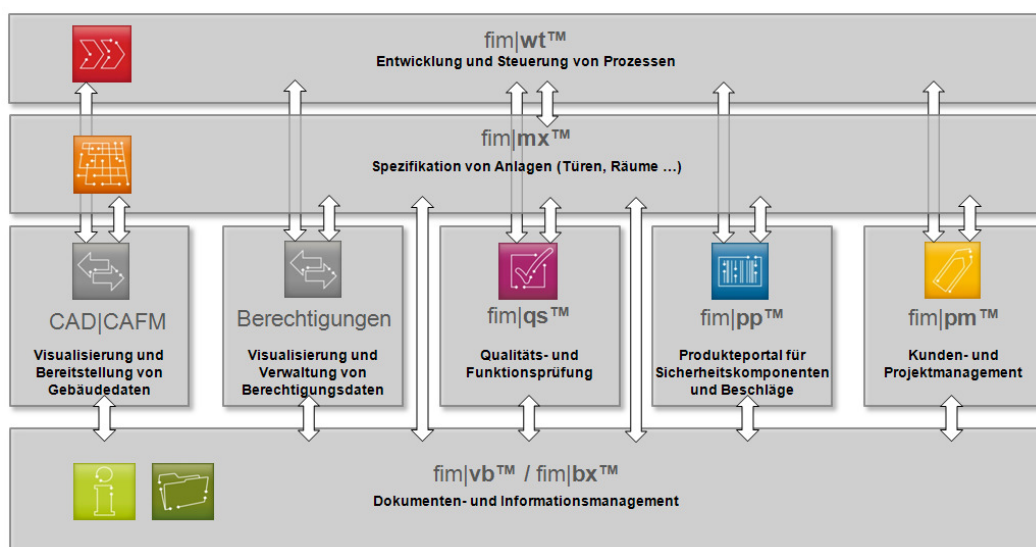 fim|wt™
Entwicklung und Steuerung von Prozessen
fim|mx™
Spezifikation von Anlagen (Türen, Räume ...)
CAD|CAFM
Visualisierung und
Bereitstellung von
Gebäudedaten
Berechtigungen
Visualisierung und
Verwaltung von
Berechtigungsdaten
fim|qs™
Qualitäts- und
Funktionsprüfung
fim|pp™
Produkteportal für
Sicherheitskomponenten
und Beschläge
fim|pm™
Kunden- und
Projektmanagement
fim|vb™ / fim|bx™
Dokumenten- und Informationsmanagement